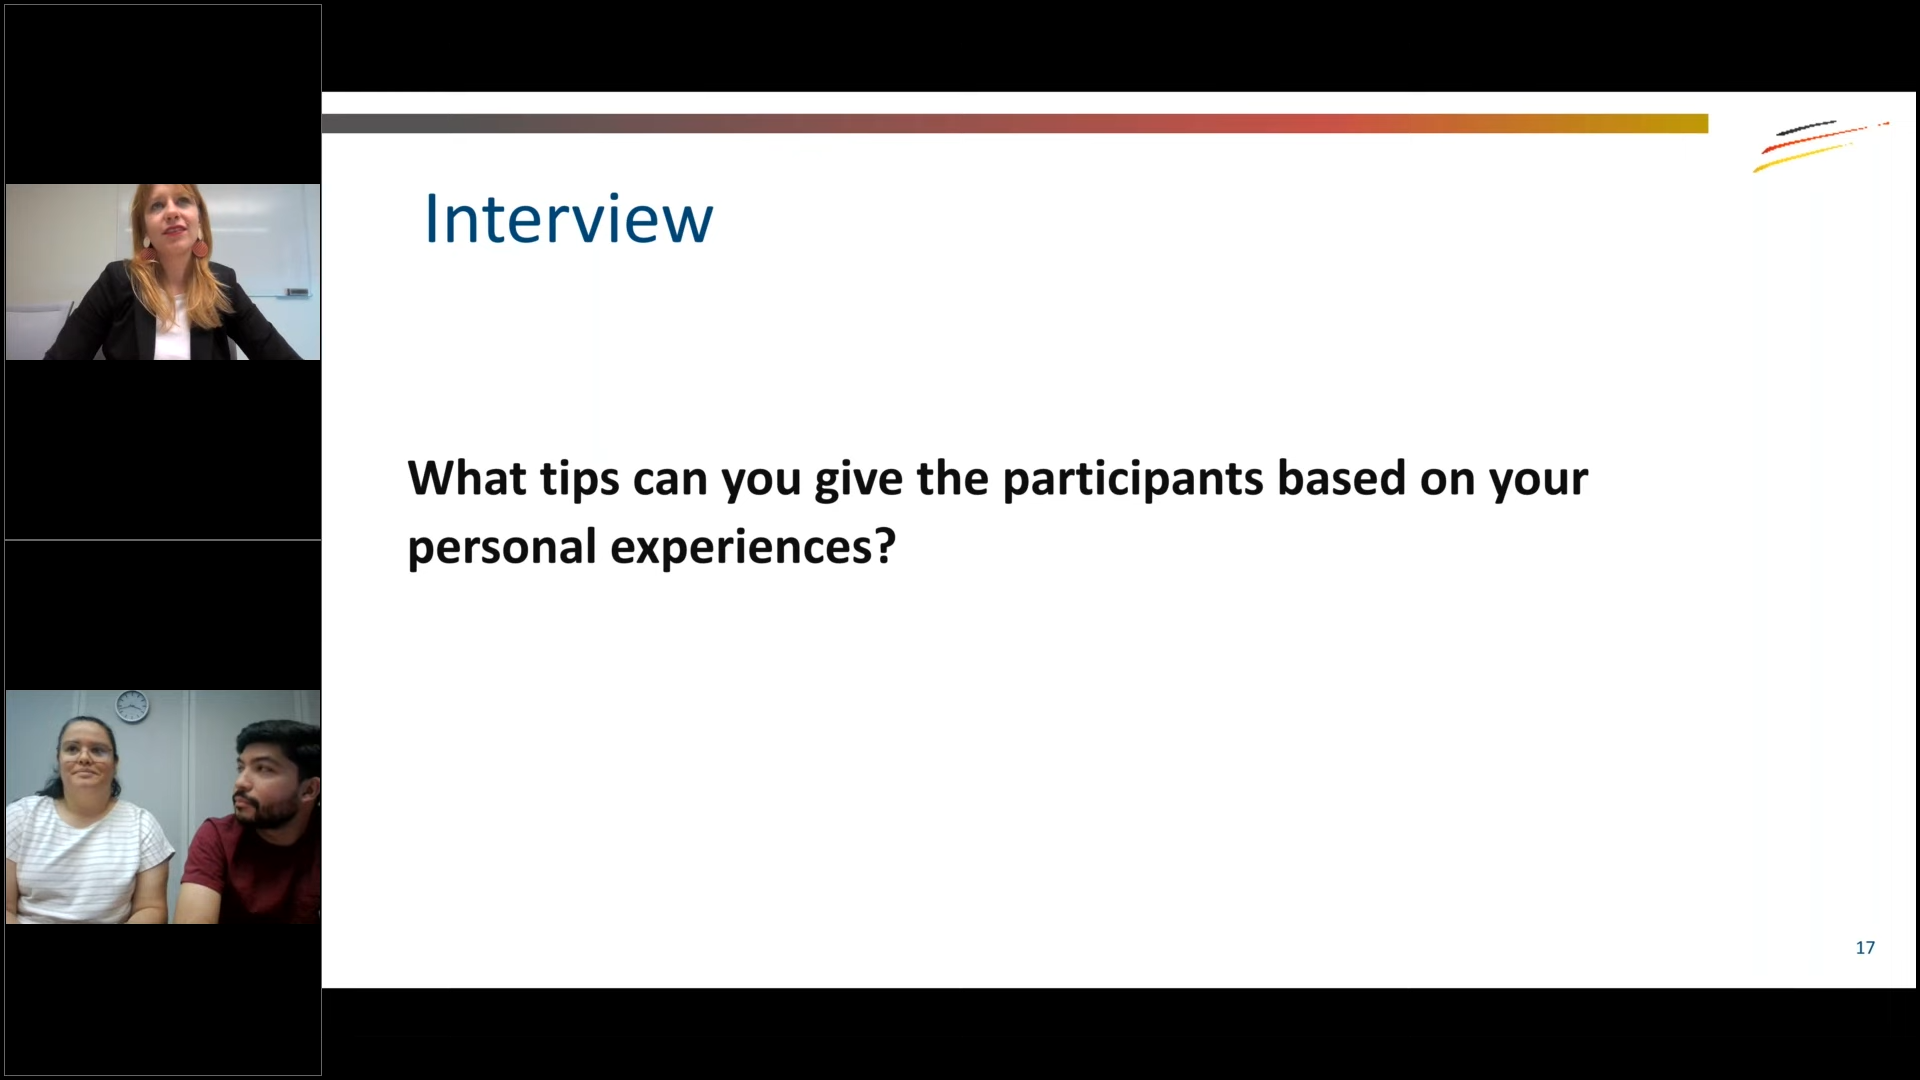 Interview
What tips can you give the participants based on your
personal experiences?
17